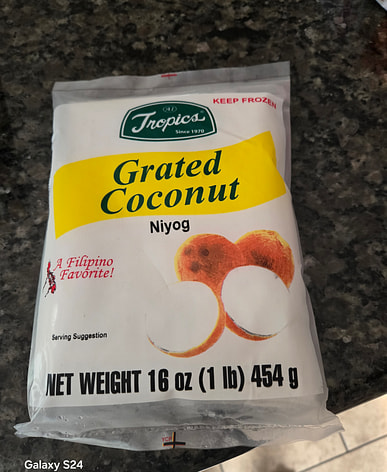 KEEP FROZEN
Tropics
Since 1970
Grated
Coconut
Niyog
A Filipino
Favorite!
Serving Suggestion
NET WEIGHT 16 oz (1 lb) 454 g
Galaxy S24